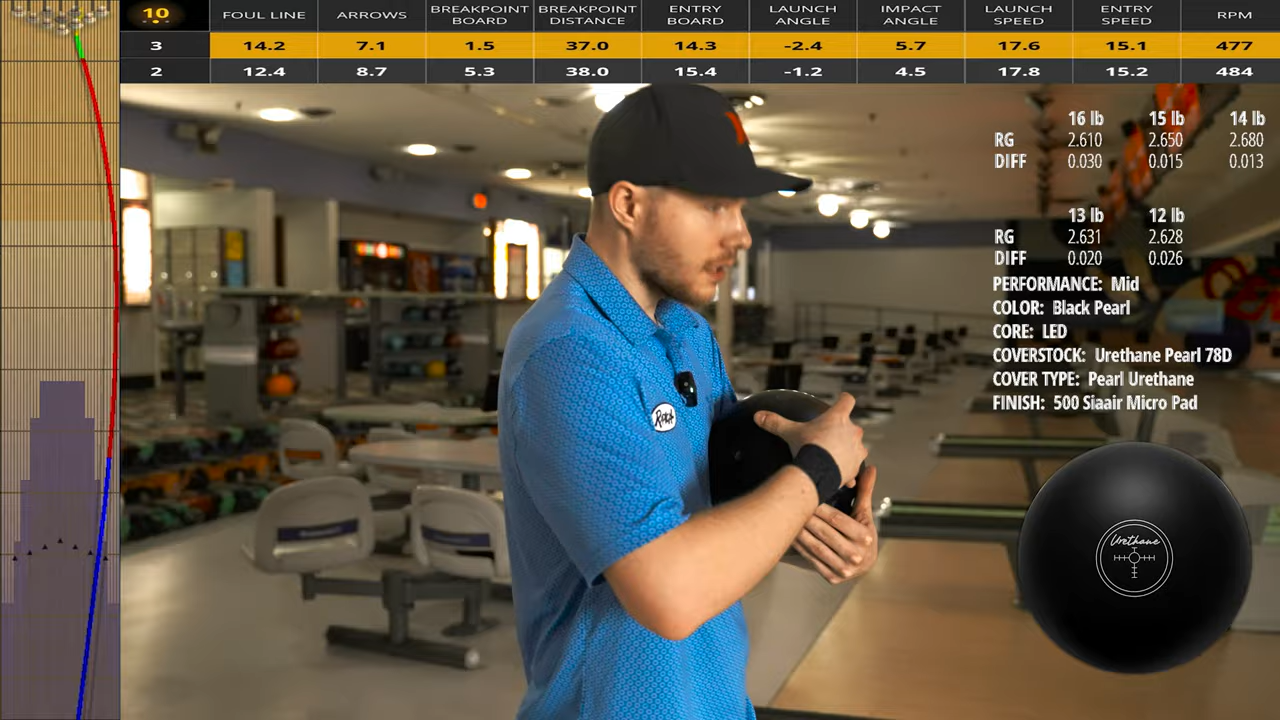 10 FOUL LINE ARROWS BREAKPOINT BOARD BREAKPOINT DISTANCE ENTRY BOARD LAUNCH ANGLE IMPACT ANGLE LAUNCH SPEED ENTRY SPEED RPM
3 14.2 7.1 1.5 37.0 14.3 -2.4 5.7 17.6 15.1 477
2 12.4 8.7 5.3 38.0 15.4 -1.2 4.5 17.8 15.2 484
16 lb 15 lb 14 lb
RG 2.610 2.650 2.680
DIFF 0.030 0.015 0.013
13 lb 12 lb
RG 2.631 2.628
DIFF 0.020 0.026
PERFORMANCE: Mid
COLOR: Black Pearl
CORE: LED
COVERSTOCK: Urethane Pearl 78D
COVER TYPE: Pearl Urethane
FINISH: 500 Siaair Micro Pad
Urethane